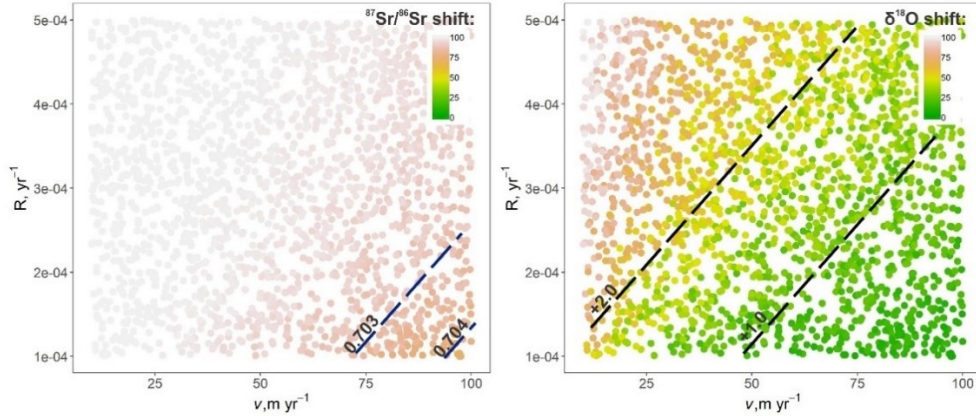 ⁸⁷Sr/⁸⁶Sr shift:
100
75
50
25
0
5e-04
4e-04
3e-04
2e-04
1e-04
R, yr⁻¹
0.703
0.704
25
50
75
100
v,m yr⁻¹
δ¹⁸O shift:
100
75
50
25
0
5e-04
4e-04
3e-04
2e-04
1e-04
R, yr⁻¹
+2.0
+1.0
25
50
75
100
v,m yr⁻¹